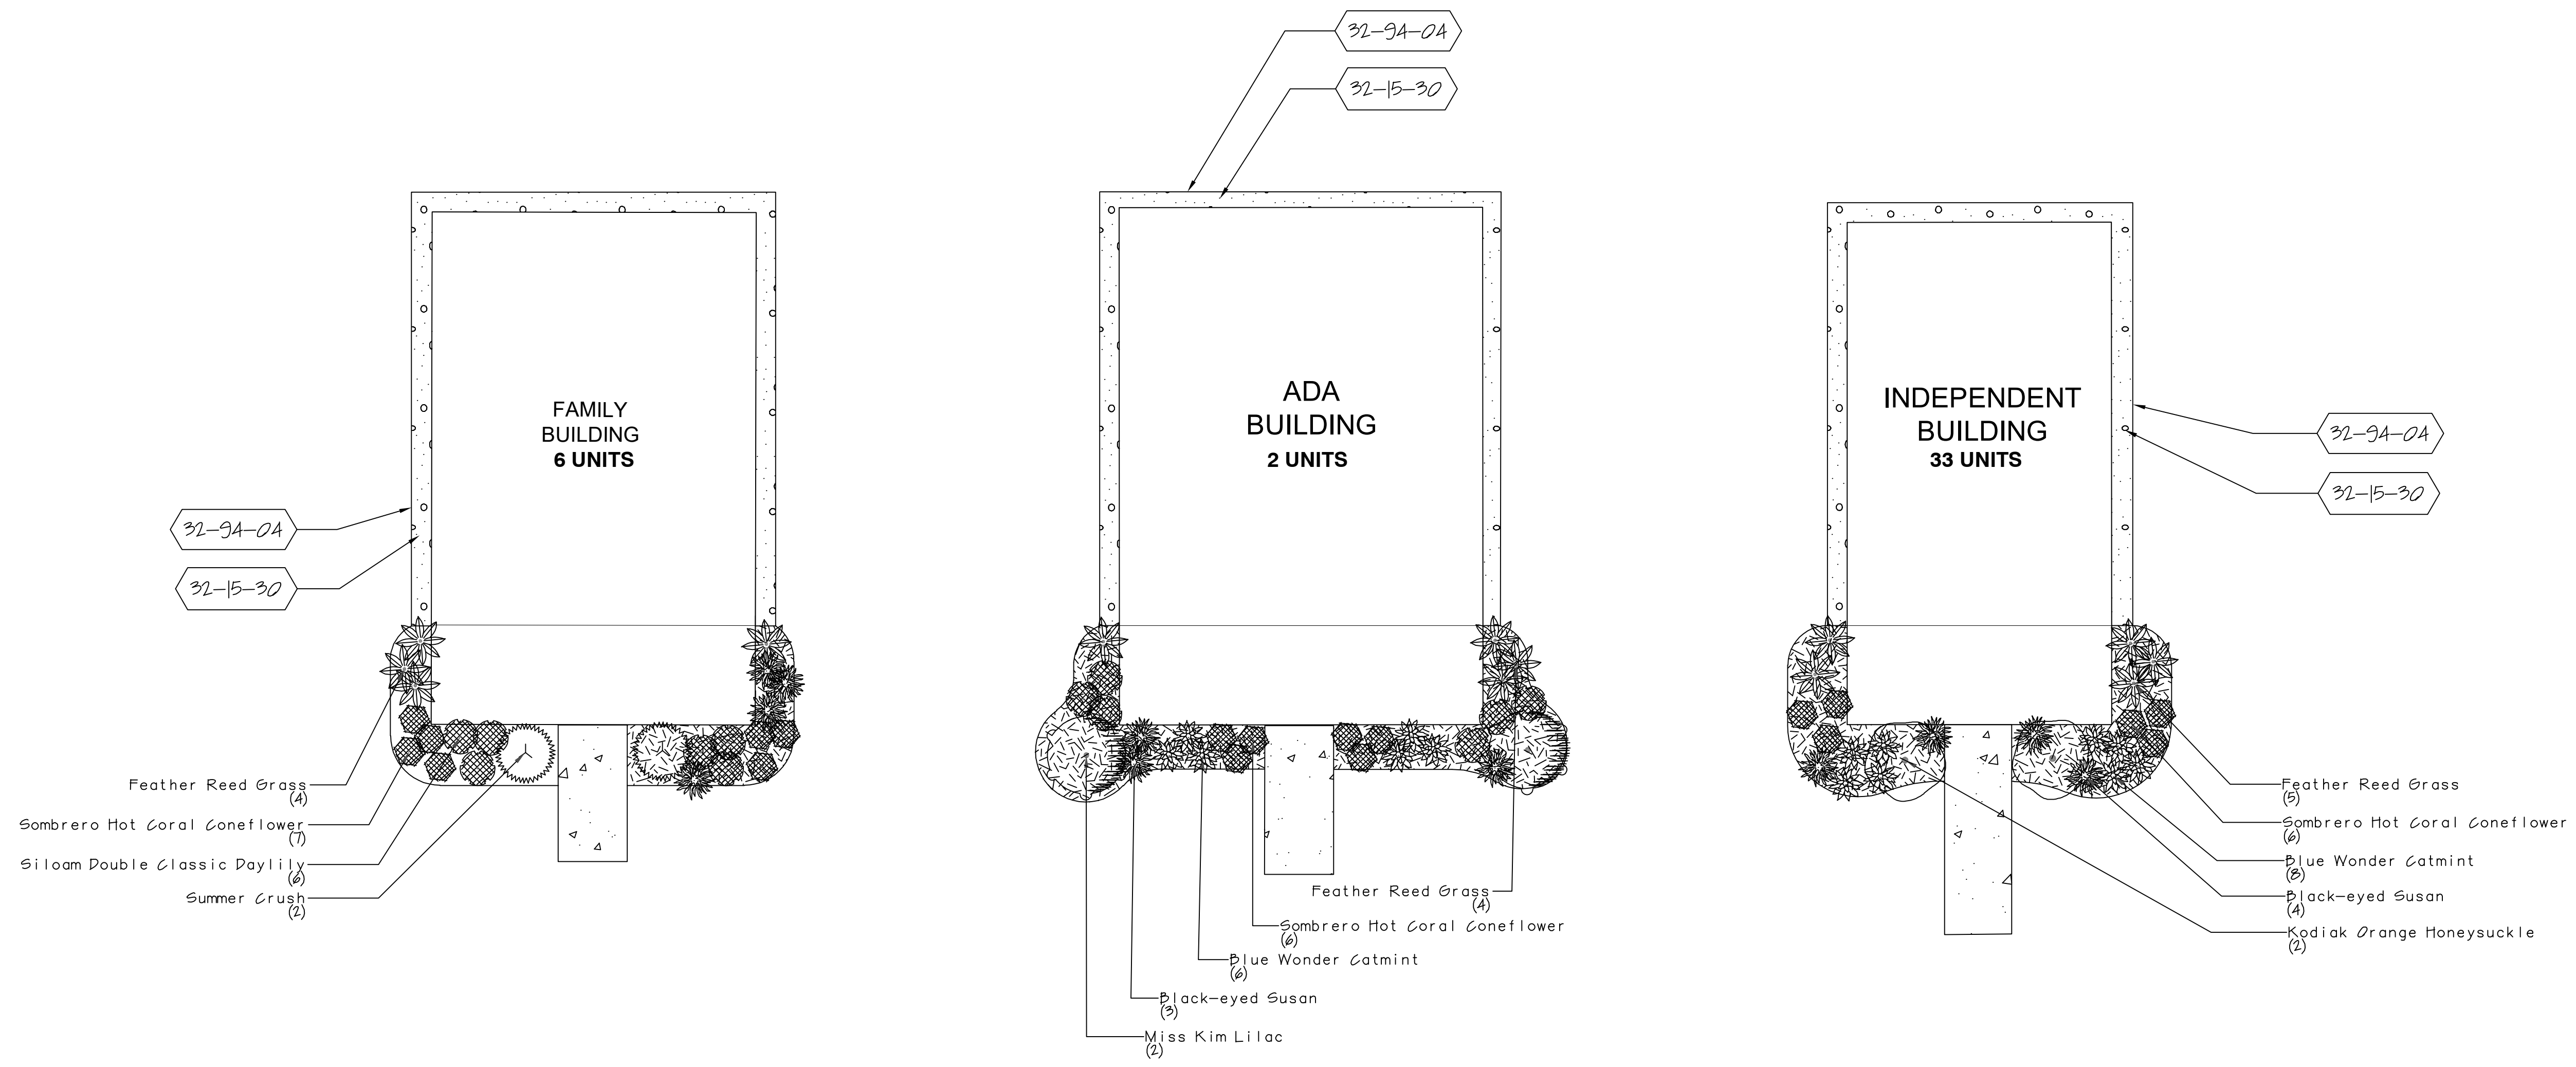 32-94-04
32-15-30
FAMILY
BUILDING
6 UNITS
32-94-04
32-15-30
Feather Reed Grass
(4)
Sombrero Hot Coral Coneflower
(7)
Siloam Double Classic Daylily
(6)
Summer Crush
(2)
ADA
BUILDING
2 UNITS
Feather Reed Grass
(4)
Sombrero Hot Coral Coneflower
(6)
Blue Wonder Catmint
(6)
Black-eyed Susan
(3)
Miss Kim Lilac
(2)
INDEPENDENT
BUILDING
33 UNITS
32-94-04
32-15-30
Feather Reed Grass
(5)
Sombrero Hot Coral Coneflower
(6)
Blue Wonder Catmint
(8)
Black-eyed Susan
(4)
Kodiak Orange Honeysuckle
(2)